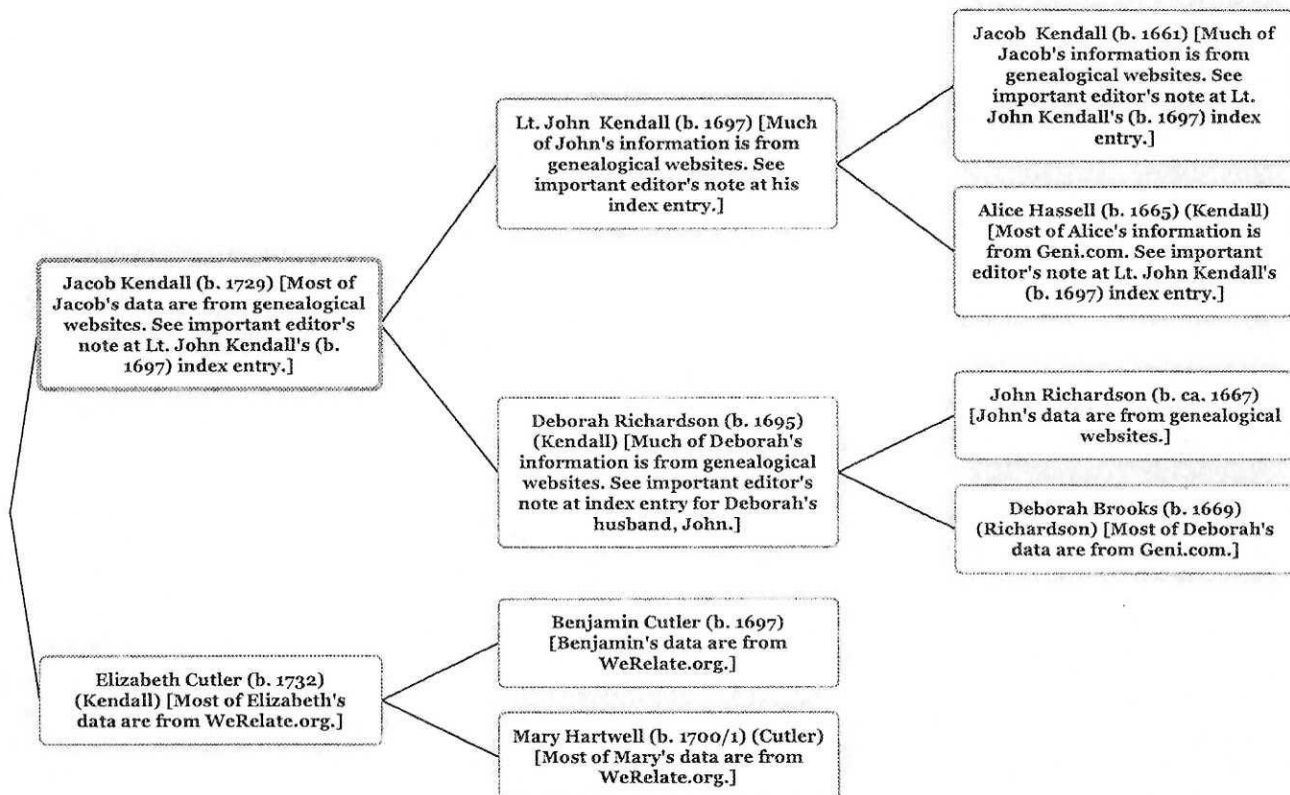 Jacob Kendall (b. 1661) [Much of
Jacob's information is from
genealogical websites. See
important editor's note at Lt.
John Kendall's (b. 1697) index
entry.]
Lt. John Kendall (b. 1697) [Much
of John's information is from
genealogical websites. See
important editor's note at his
index entry.]
Alice Hassell (b. 1665) (Kendall)
[Most of Alice's information is
from Geni.com. See important
editor's note at Lt. John Kendall's
(b. 1697) index entry.]
Jacob Kendall (b. 1729) [Most of
Jacob's data are from genealogical
websites. See important editor's
note at Lt. John Kendall's (b.
1697) index entry.]
John Richardson (b. ca. 1667)
[John's data are from genealogical
websites.]
Deborah Richardson (b. 1695)
(Kendall) [Much of Deborah's
information is from genealogical
websites. See important editor's
note at index entry for Deborah's
husband, John.]
Deborah Brooks (b. 1669)
(Richardson) [Most of Deborah's
data are from Geni.com.]
Benjamin Cutler (b. 1697)
[Benjamin's data are from
WeRelate.org.]
Elizabeth Cutler (b. 1732)
(Kendall) [Most of Elizabeth's
data are from WeRelate.org.]
Mary Hartwell (b. 1700/1) (Cutler)
[Most of Mary's data are from
WeRelate.org.]